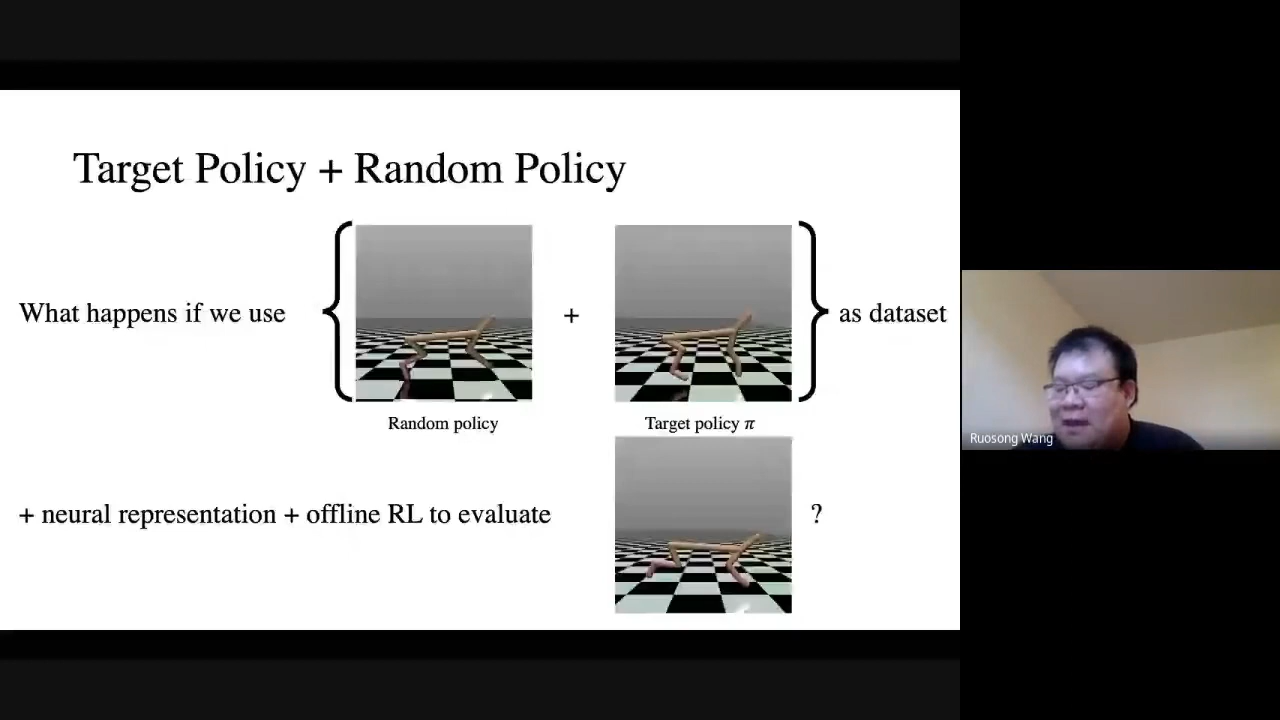 Target Policy + Random Policy
What happens if we use
+
as dataset
Random policy
Target policy π
+ neural representation + offline RL to evaluate
?
Ruosong Wang